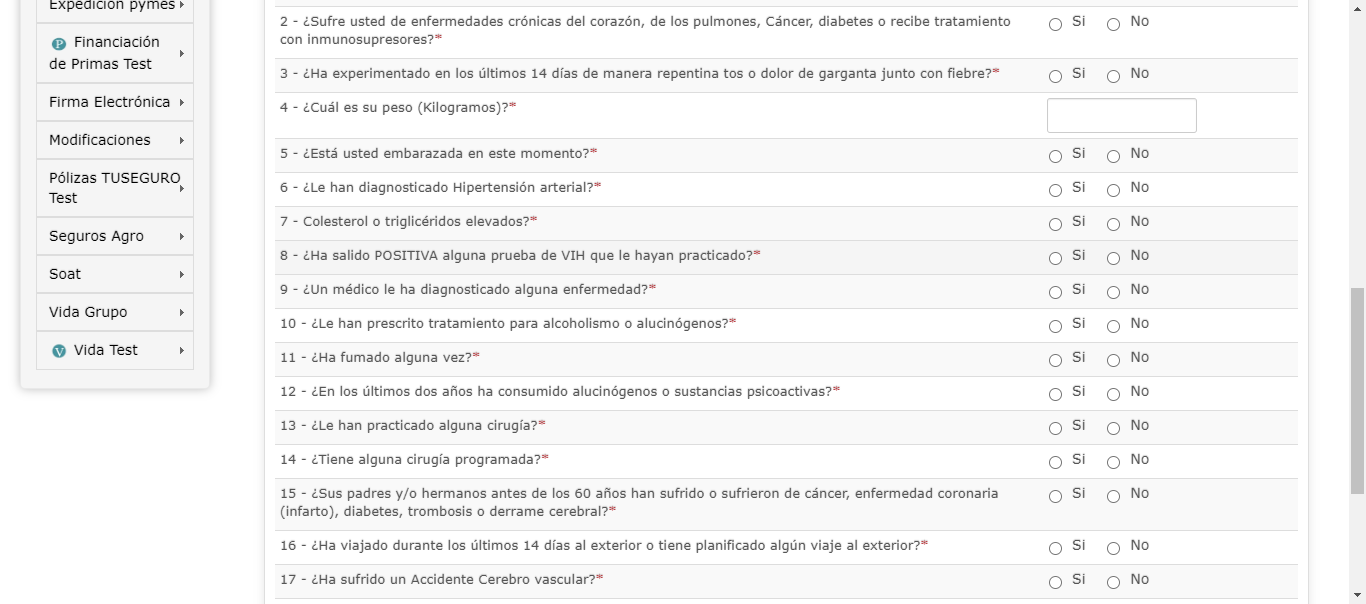 Expedición pymes
Financiación
de Primas Test
Firma Electrónica
Modificaciones
Pólizas TUSEGURO
Test
Seguros Agro
Soat
Vida Grupo
V Vida Test
2 - ¿Sufre usted de enfermedades crónicas del corazón, de los pulmones, Cáncer, diabetes o recibe tratamiento
con inmunosupresores?*
Si No
3 - ¿Ha experimentado en los últimos 14 días de manera repentina tos o dolor de garganta junto con fiebre?* Si No
4 - ¿Cuál es su peso (Kilogramos)?*
5 - ¿Está usted embarazada en este momento?* Si No
6 - ¿Le han diagnosticado Hipertensión arterial?* Si No
7 - Colesterol o triglicéridos elevados?* Si No
8 - ¿Ha salido POSITIVA alguna prueba de VIH que le hayan practicado?* Si No
9 - ¿Un médico le ha diagnosticado alguna enfermedad?* Si No
10 - ¿Le han prescrito tratamiento para alcoholismo o alucinógenos?* Si No
11 - ¿Ha fumado alguna vez?* Si No
12 - ¿En los últimos dos años ha consumido alucinógenos o sustancias psicoactivas?* Si No
13 - ¿Le han practicado alguna cirugía?* Si No
14 - ¿Tiene alguna cirugía programada?* Si No
15 - ¿Sus padres y/o hermanos antes de los 60 años han sufrido o sufrieron de cáncer, enfermedad coronaria
(infarto), diabetes, trombosis o derrame cerebral?*
Si No
16 - ¿Ha viajado durante los últimos 14 días al exterior o tiene planificado algún viaje al exterior?* Si No
17 - ¿Ha sufrido un Accidente Cerebro vascular?* Si No